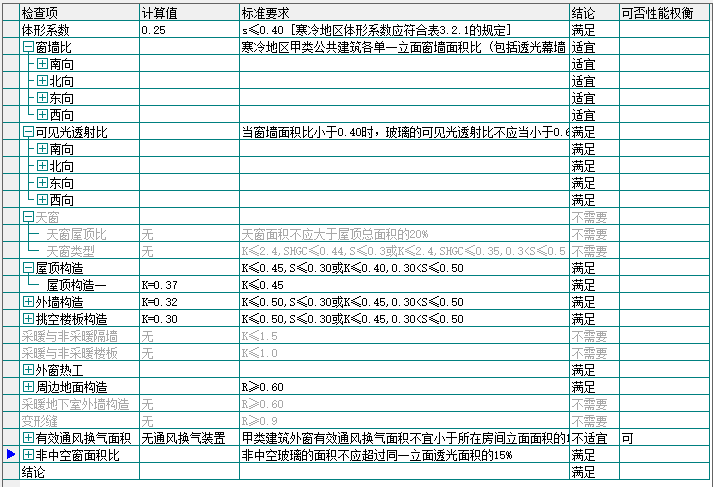 检查项 计算值 标准要求 结论 可否性能权衡
体形系数 0.25 s≤0.40 [寒冷地区体形系数应符合表3.2.1的规定] 满足
窗墙比 寒冷地区甲类公共建筑各单一立面窗墙面积比（包括透光幕墙 适宜
南向 适宜
北向 适宜
东向 适宜
西向 适宜
可见光透射比 当窗墙面积比小于0.40时，玻璃的可见光透射比不应当小于0.6 满足
南向 满足
北向 满足
东向 满足
西向 满足
天窗 不需要
天窗屋顶比 无 天窗面积不应大于屋顶总面积的20% 不需要
天窗类型 无 K≤2.4,SHGC≤0.44,S≤0.3或K≤2.4,SHGC≤0.35,0.3<S≤0.5 不需要
屋顶构造 K≤0.45,S≤0.30或K≤0.40,0.30<S≤0.50 满足
屋顶构造一 K=0.37 K≤0.45 满足
外墙构造 K=0.32 K≤0.50,S≤0.30或K≤0.45,0.30<S≤0.50 满足
挑空楼板构造 K=0.30 K≤0.50,S≤0.30或K≤0.45,0.30<S≤0.50 满足
采暖与非采暖隔墙 无 K≤1.5 不需要
采暖与非采暖楼板 无 K≤1.0 不需要
外窗热工 满足
周边地面构造 R≥0.60 满足
采暖地下室外墙构造 无 R≥0.60 不需要
变形缝 无 R≥0.9 不需要
有效通风换气面积 无通风换气装置 甲类建筑外窗有效通风换气面积不宜小于所在房间立面面积的1 不适宜 可
非中空窗面积比 非中空玻璃的面积不应超过同一立面透光面积的15% 满足
结论 满足